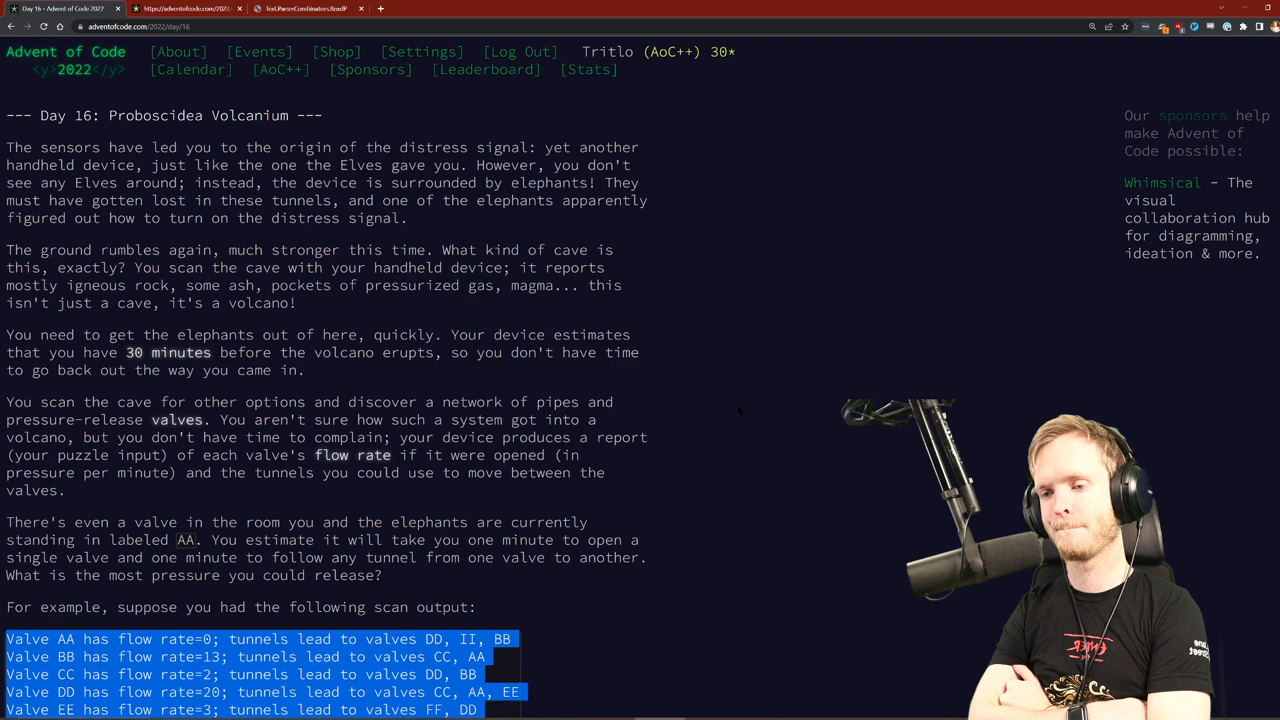 Day 16 - Advent of Code 2022
https://adventofcode.com/2022/
Text.ParserCombinators.ReadP
adventofcode.com/2022/day/16
Advent of Code [About] [Events] [Shop] [Settings] [Log Out] Tritlo (AoC++) 30*
<y>2022</y> [Calendar] [AoC++] [Sponsors] [Leaderboard] [Stats]
--- Day 16: Proboscidea Volcanium ---
The sensors have led you to the origin of the distress signal: yet another
handheld device, just like the one the Elves gave you. However, you don't
see any Elves around; instead, the device is surrounded by elephants! They
must have gotten lost in these tunnels, and one of the elephants apparently
figured out how to turn on the distress signal.
The ground rumbles again, much stronger this time. What kind of cave is
this, exactly? You scan the cave with your handheld device; it reports
mostly igneous rock, some ash, pockets of pressurized gas, magma... this
isn't just a cave, it's a volcano!
You need to get the elephants out of here, quickly. Your device estimates
that you have 30 minutes before the volcano erupts, so you don't have time
to go back out the way you came in.
You scan the cave for other options and discover a network of pipes and
pressure-release valves. You aren't sure how such a system got into a
volcano, but you don't have time to complain; your device produces a report
(your puzzle input) of each valve's flow rate if it were opened (in
pressure per minute) and the tunnels you could use to move between the
valves.
There's even a valve in the room you and the elephants are currently
standing in labeled AA. You estimate it will take you one minute to open a
single valve and one minute to follow any tunnel from one valve to another.
What is the most pressure you could release?
For example, suppose you had the following scan output:
Valve AA has flow rate=0; tunnels lead to valves DD, II, BB
Valve BB has flow rate=13; tunnels lead to valves CC, AA
Valve CC has flow rate=2; tunnels lead to valves DD, BB
Valve DD has flow rate=20; tunnels lead to valves CC, AA, EE
Valve EE has flow rate=3; tunnels lead to valves FF, DD
Our sponsors help
make Advent of
Code possible:
Whimsical - The
visual
collaboration hub
for diagramming,
ideation & more.